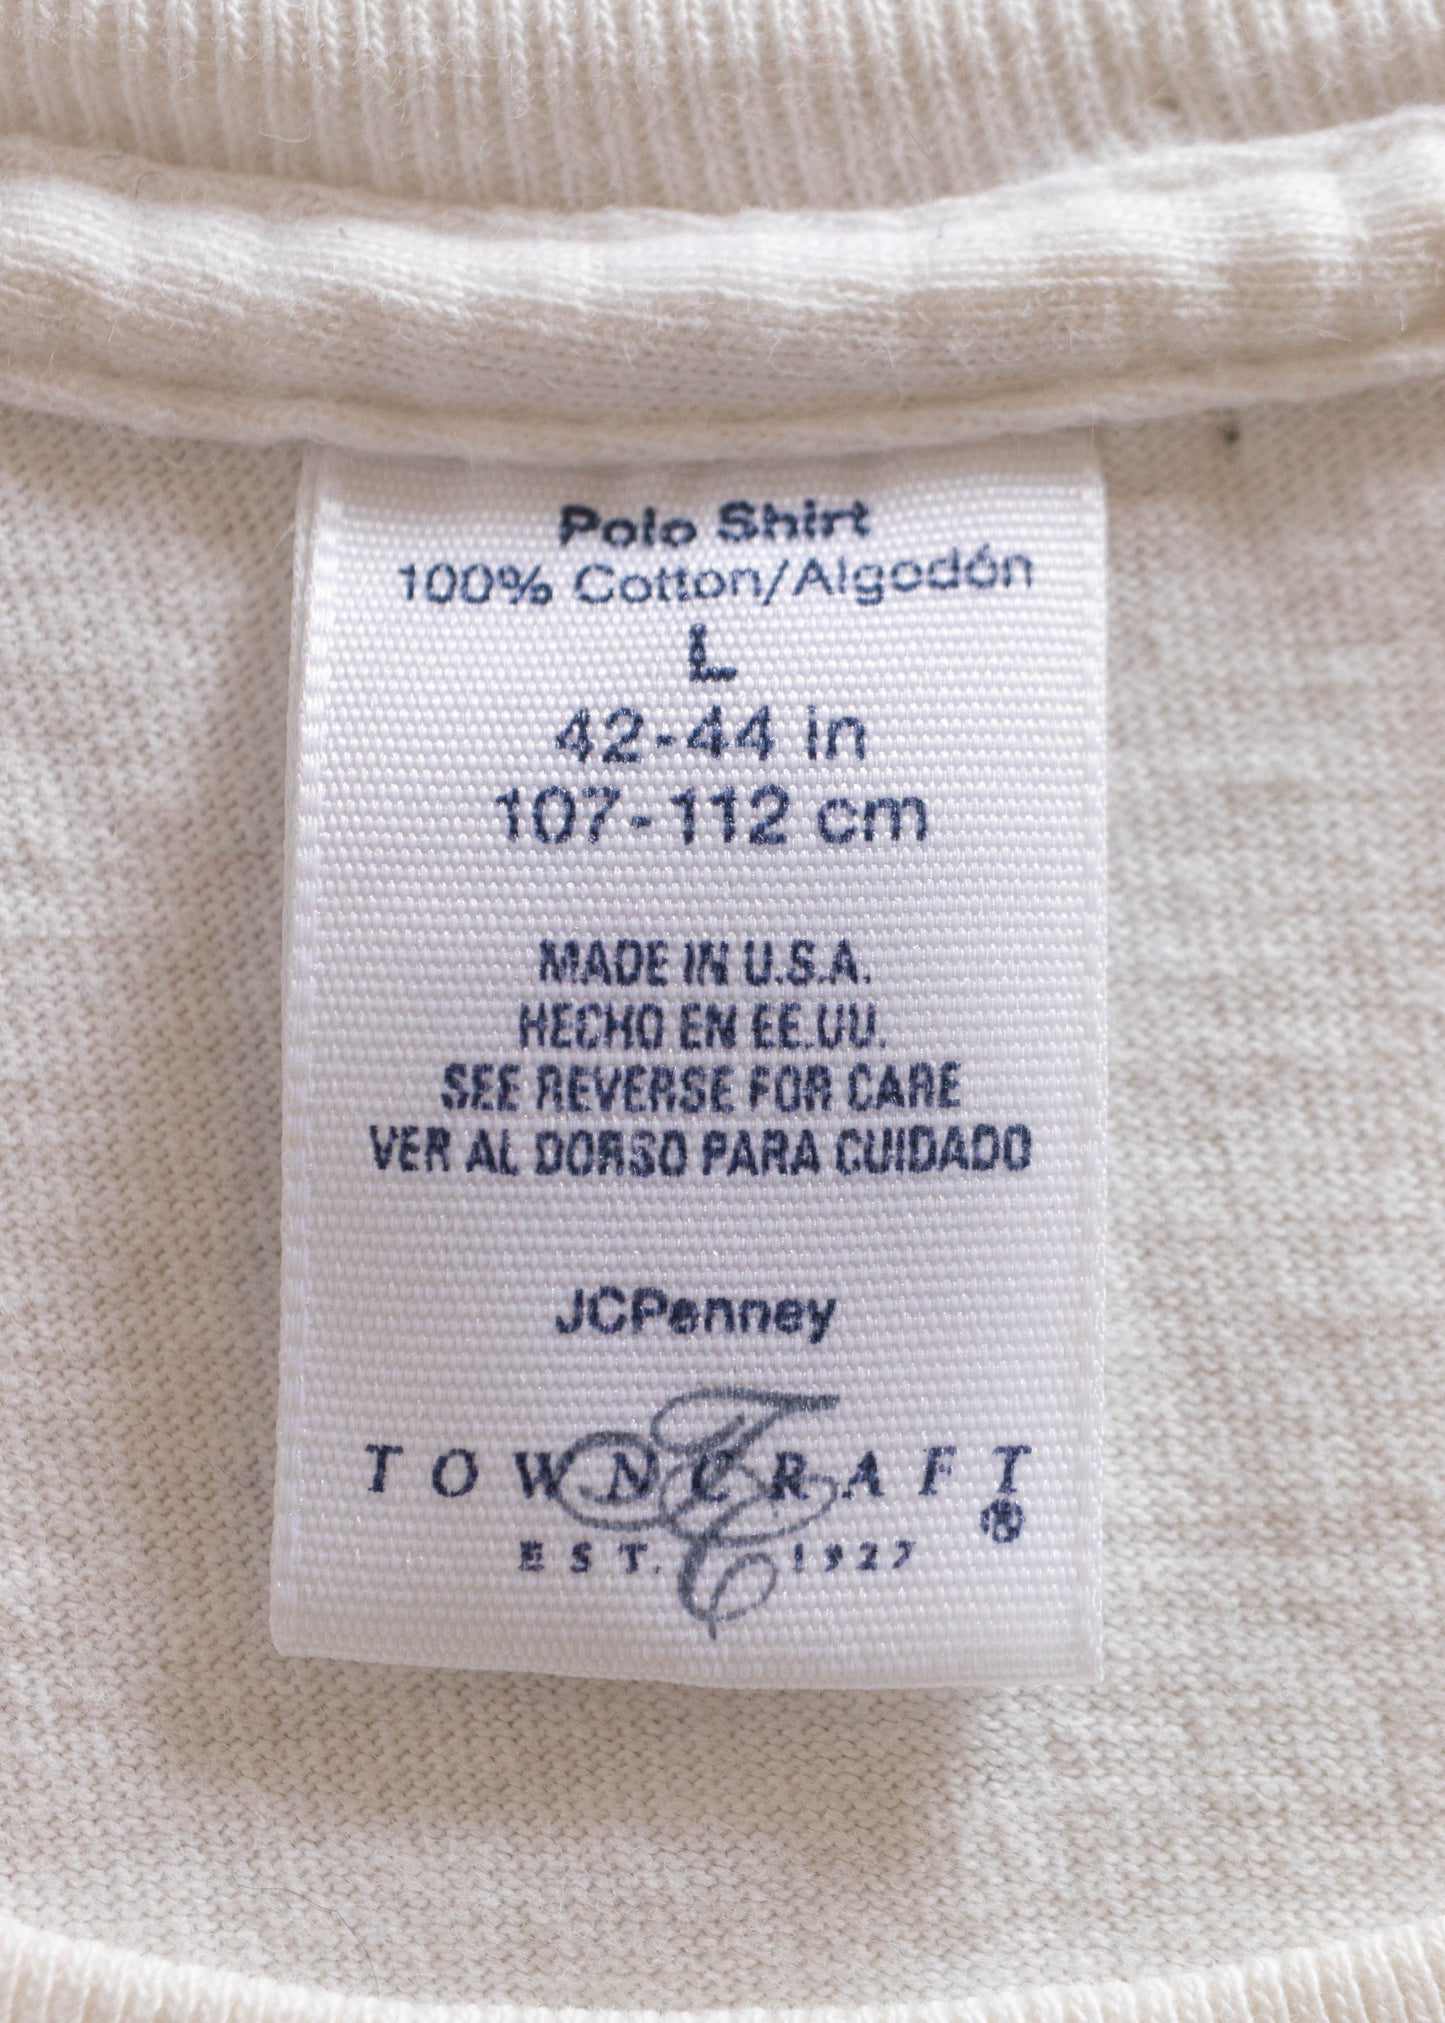 Polo Shirt
100% Cotton/Algodón
L
42-44 in
107-112 cm
MADE IN U.S.A.
HECHO EN EE.UU.
SEE REVERSE FOR CARE
VER AL DORSO PARA CUIDADO
JCPenney
TOWNCRAFT®
EST. 1927